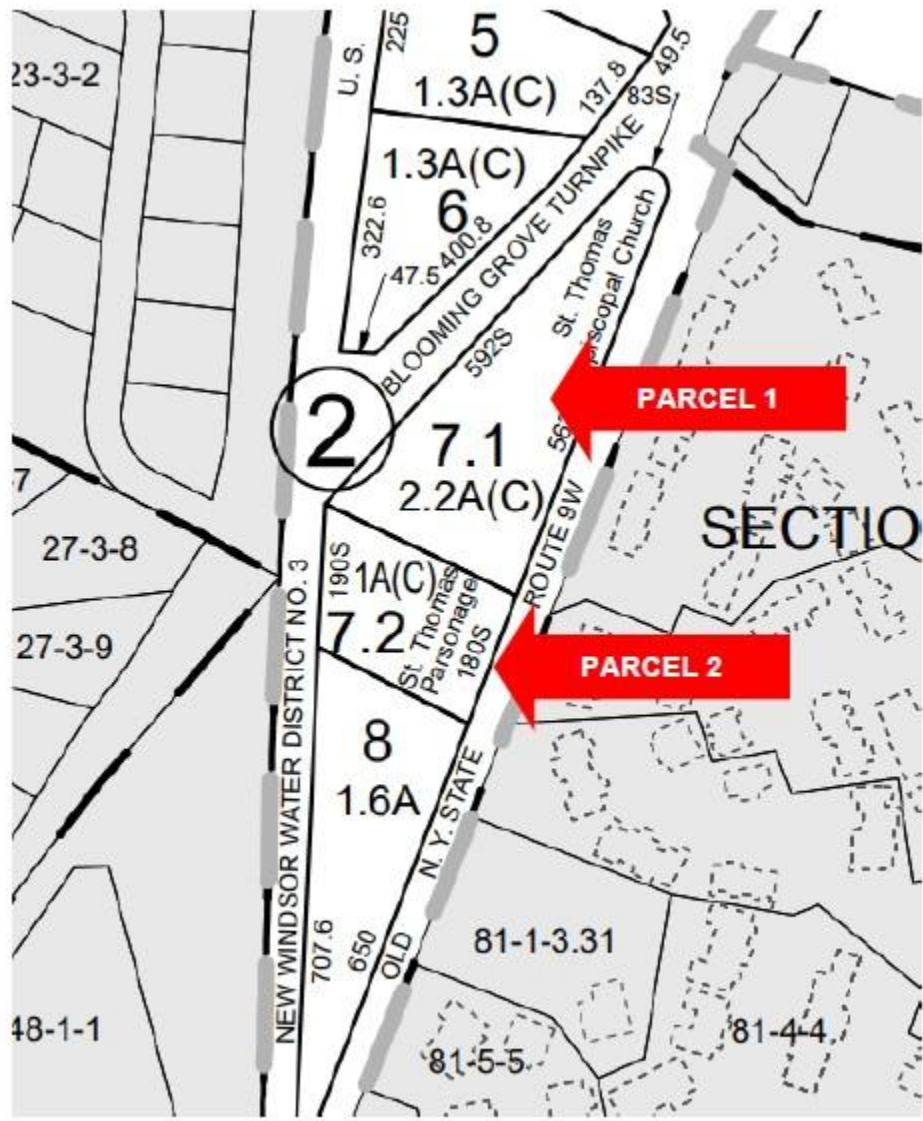 23-3-2
U. S.
225
5
1.3A(C)
137.8
49.5
83S
1.3A(C)
6
322.6
47.5
400.8
BLOOMING GROVE TURNPIKE
592S
St. Thomas
piscopal Church
PARCEL 1
2
7.1
2.2A(C)
56
ROUTE 9W
SECTIO
7
27-3-8
27-3-9
190S
1A(C)
7.2
St. Thomas
Parsonage
180S
PARCEL 2
NEW WINDSOR WATER DISTRICT NO. 3
8
1.6A
N. Y. STATE
707.6
650
OLD
81-1-3.31
48-1-1
81-5-5
81-4-4